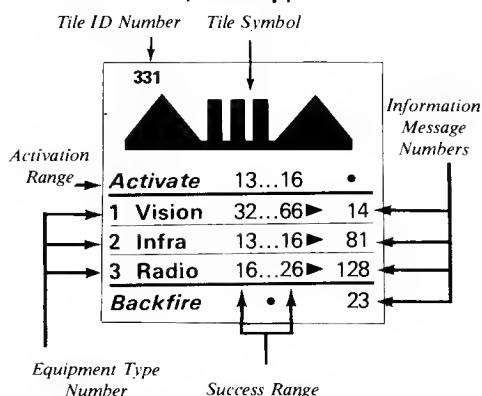 Tile ID Number
Tile Symbol
331
Information
Message
Numbers
Activation
Range
Activate 13...16 •
1 Vision 32...66► 14
2 Infra 13...16► 81
3 Radio 16...26► 128
Backfire • 23
Equipment Type
Number
Success Range